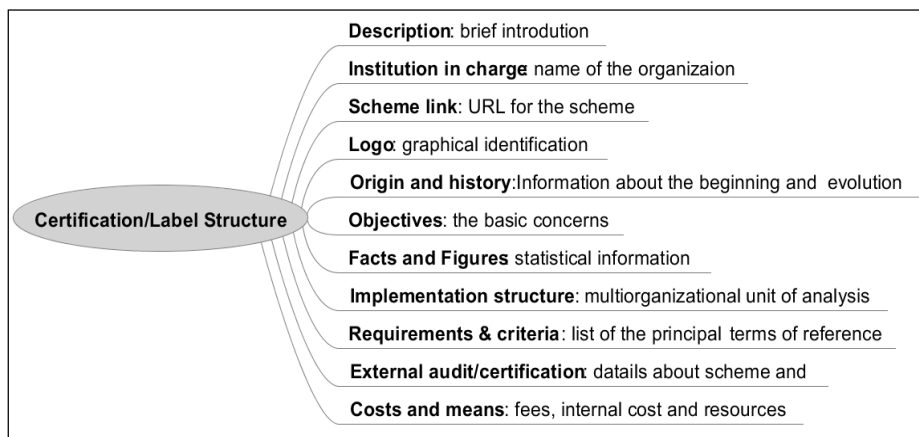 Description: brief introdution
Institution in charge: name of the organizaion
Scheme link: URL for the scheme
Logo: graphical identification
Origin and history:Information about the beginning and evolution
Certification/Label Structure
Objectives: the basic concerns
Facts and Figures: statistical information
Implementation structure: multiorganizational unit of analysis
Requirements & criteria: list of the principal terms of reference
External audit/certification: datails about scheme and
Costs and means: fees, internal cost and resources